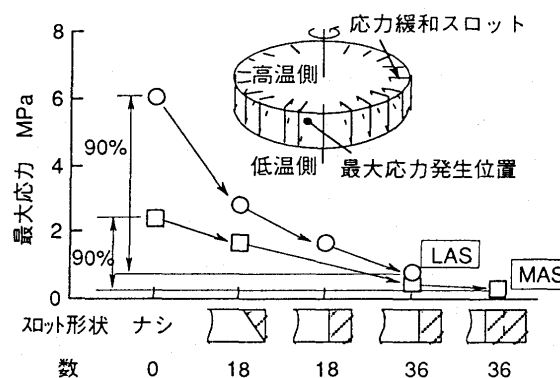 8
応力緩和スロット
高温側
6
90%
4
低温側
最大応力発生位置
最大応力 MPa
2
90%
LAS
MAS
0
スロット形状 ナシ
数 0 18 18 36 36